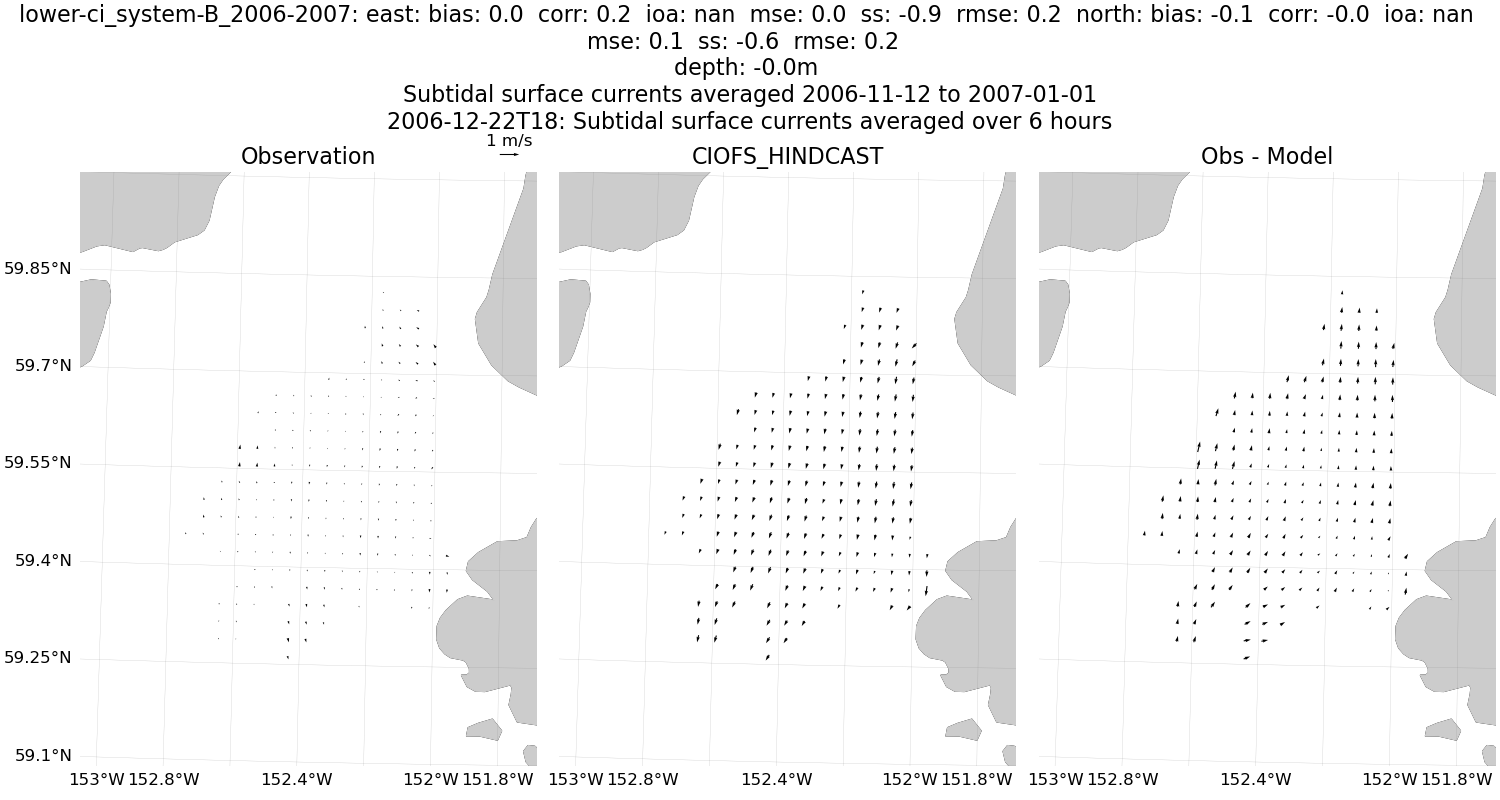 lower-ci_system-B_2006-2007: east: bias: 0.0  corr: 0.2  ioa: nan  mse: 0.0  ss: -0.9  rmse: 0.2  north: bias: -0.1  corr: -0.0  ioa: nan
mse: 0.1  ss: -0.6  rmse: 0.2
depth: -0.0m
Subtidal surface currents averaged 2006-11-12 to 2007-01-01
2006-12-22T18: Subtidal surface currents averaged over 6 hours
1 m/s
Observation
CIOFS_HINDCAST
Obs - Model
59.85°N
59.7°N
59.55°N
59.4°N
59.25°N
59.1°N
153°W 152.8°W 152.4°W 152°W 151.8°W
153°W 152.8°W 152.4°W 152°W 151.8°W
153°W 152.8°W 152.4°W 152°W 151.8°W